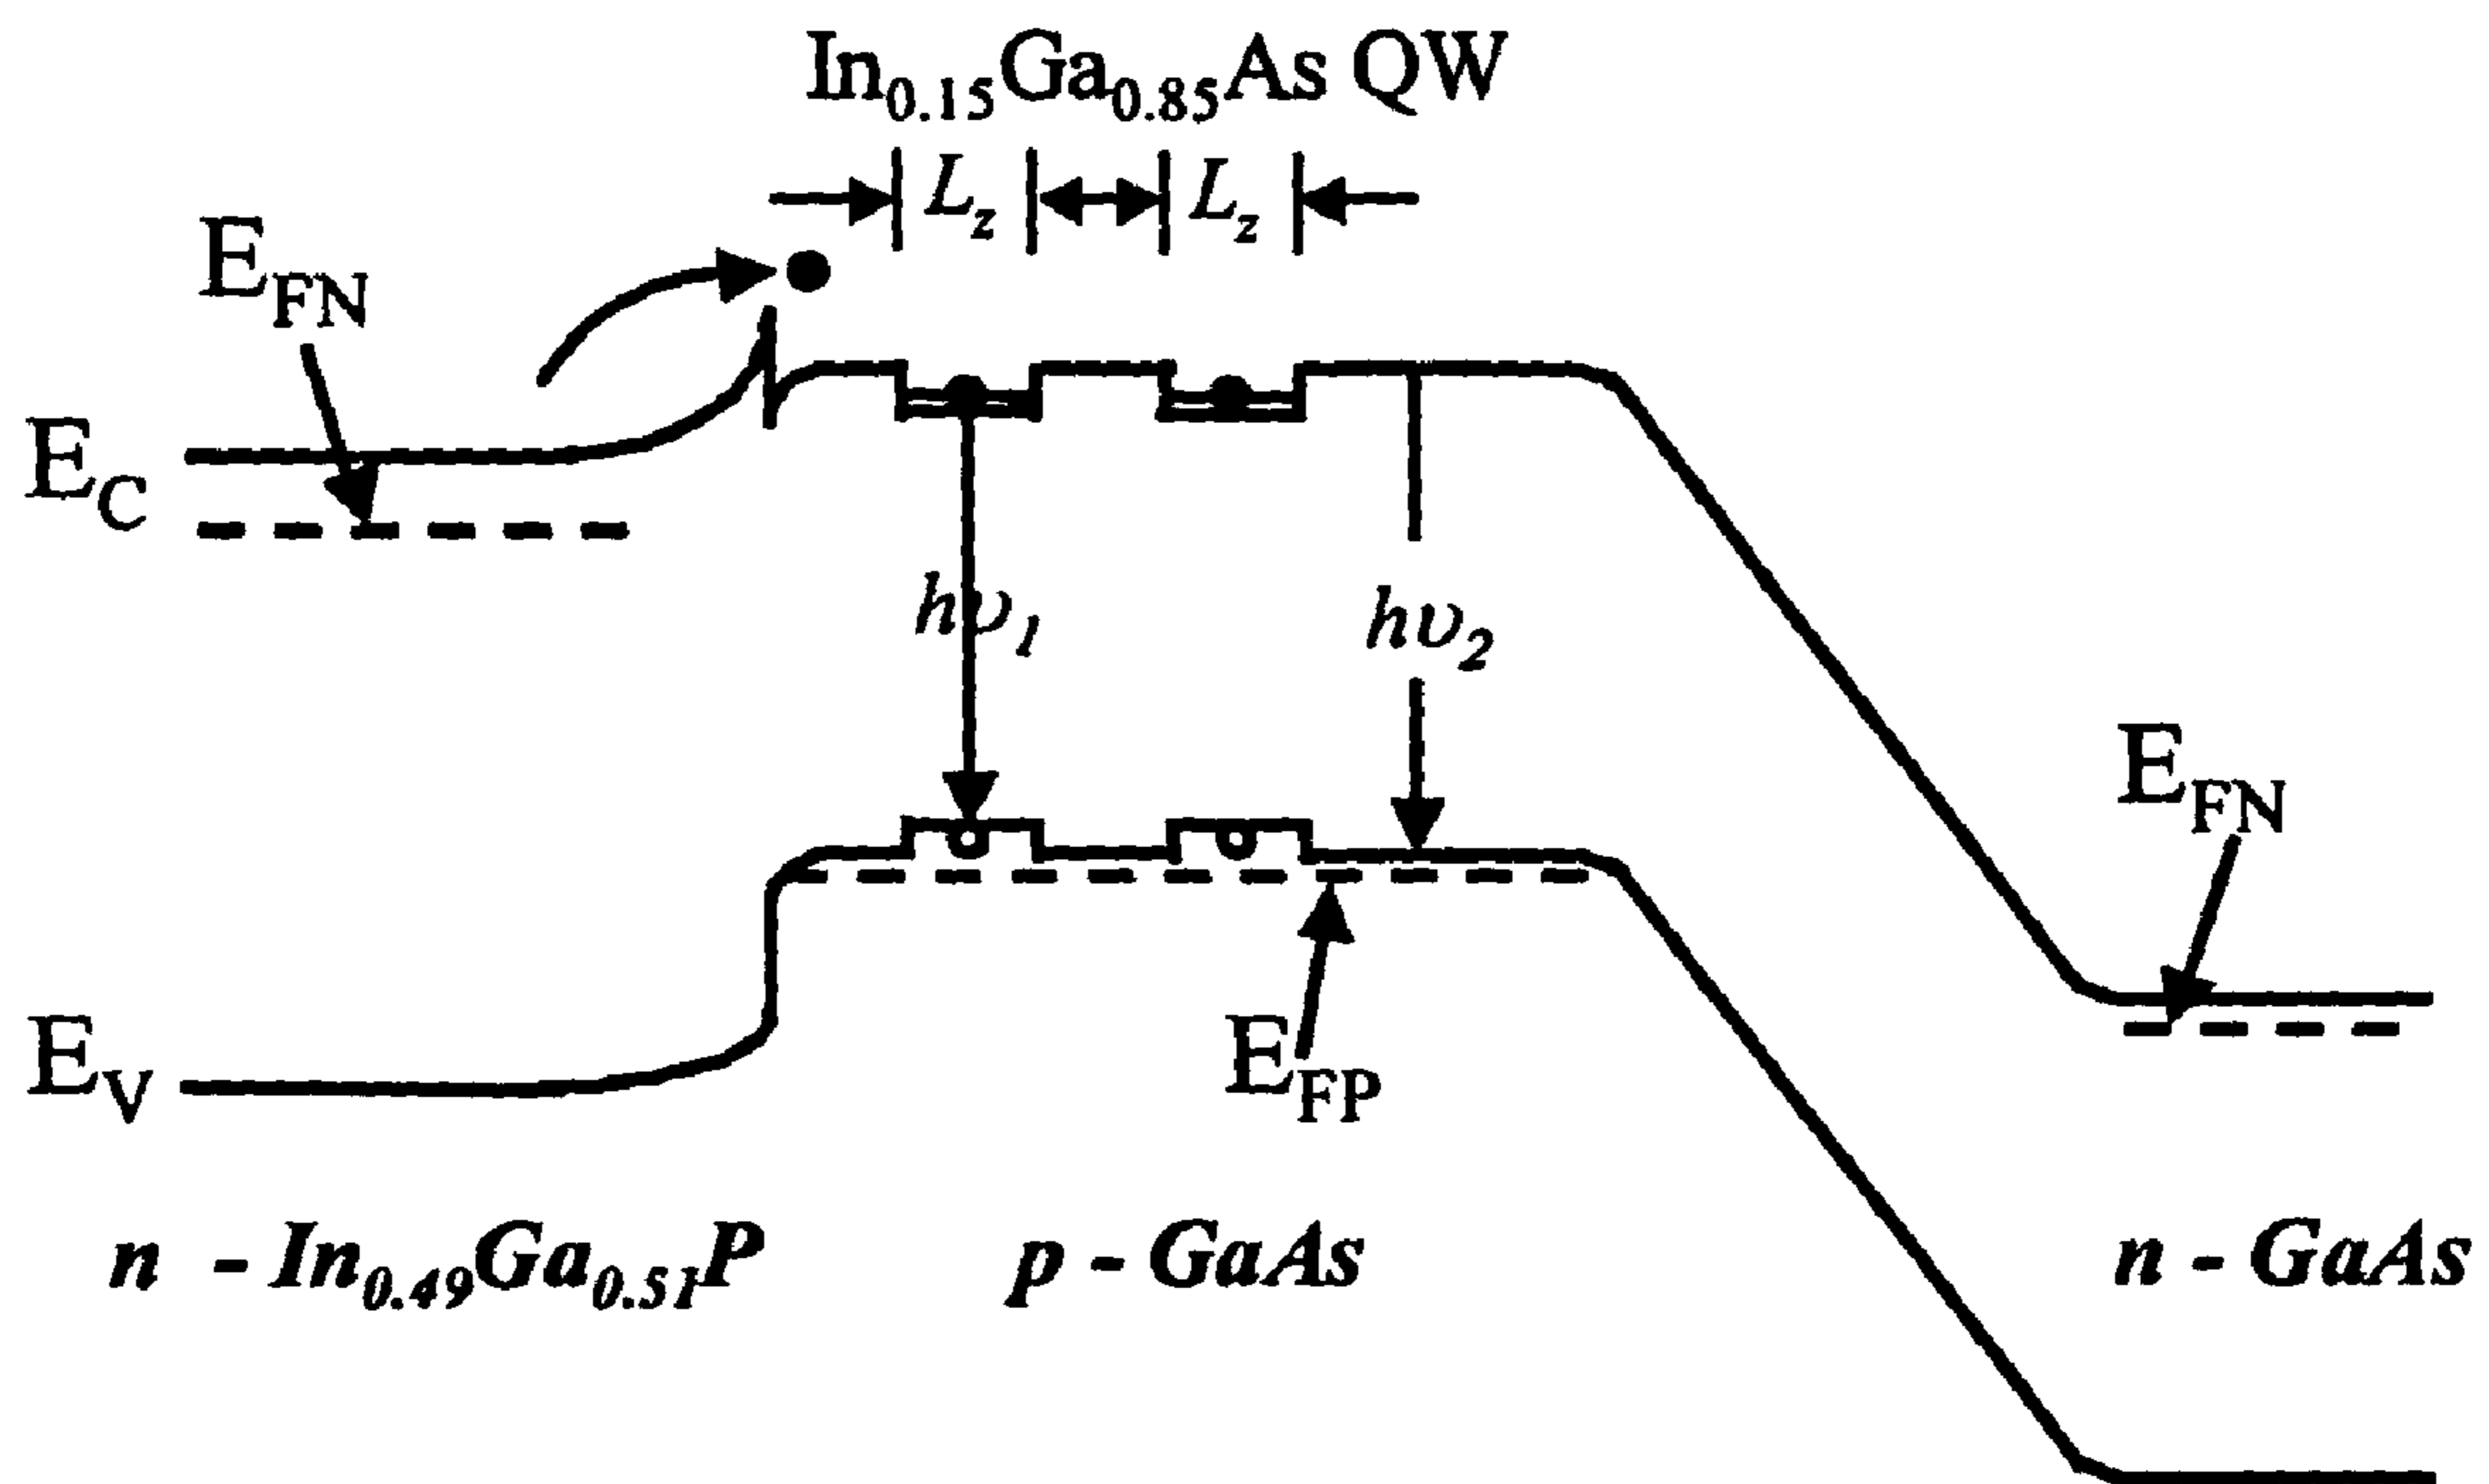 In0.15Ga0.85As QW
Lz Lz
EFN
EC
hυ1 hυ2
EFN
EV
EFP
n - In0.49Ga0.51P p - GaAs n - GaAs